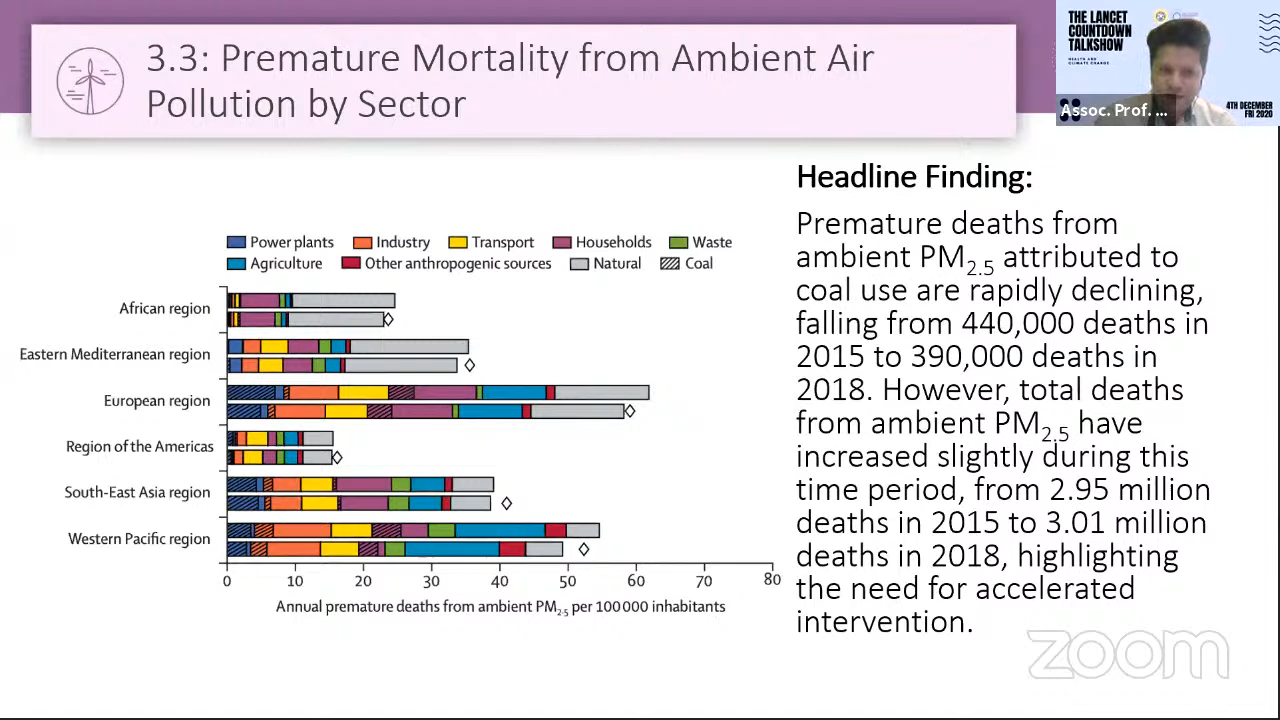 3.3: Premature Mortality from Ambient Air
Pollution by Sector
THE LANCET
COUNTDOWN
TALKSHOW
HEALTH AND
CLIMATE CHANGE
4TH DECEMBER
FRI 2020
Assoc. Prof. ...
Power plants Industry Transport Households Waste
Agriculture Other anthropogenic sources Natural Coal
African region
Eastern Mediterranean region
European region
Region of the Americas
South-East Asia region
Western Pacific region
0 10 20 30 40 50 60 70 80
Annual premature deaths from ambient PM2.5 per 100 000 inhabitants
Headline Finding:
Premature deaths from
ambient PM2.5 attributed to
coal use are rapidly declining,
falling from 440,000 deaths in
2015 to 390,000 deaths in
2018. However, total deaths
from ambient PM2.5 have
increased slightly during this
time period, from 2.95 million
deaths in 2015 to 3.01 million
deaths in 2018, highlighting
the need for accelerated
intervention.
zoom